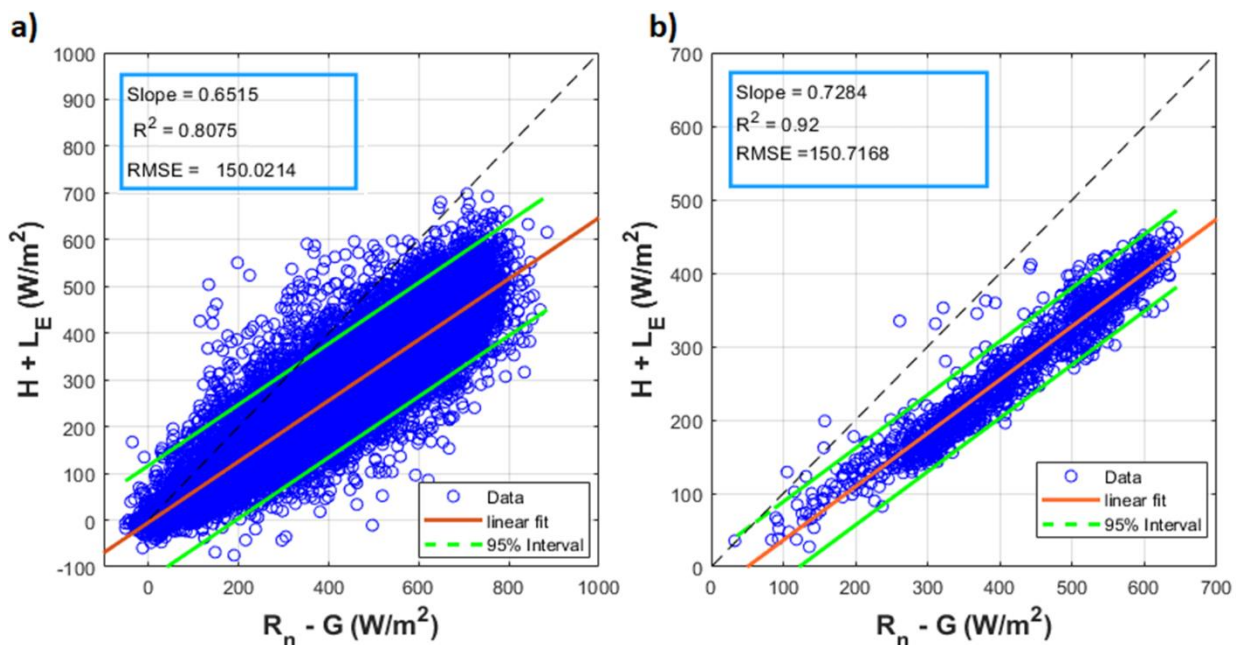 a)
1000
900
800
700
600
500
400
300
200
100
0
-100
Slope = 0.6515
R² = 0.8075
RMSE = 150.0214
H + L_E (W/m²)
Data
linear fit
95% Interval
0 200 400 600 800 1000
R_n - G (W/m²)
b)
700
600
500
400
300
200
100
0
Slope = 0.7284
R² = 0.92
RMSE =150.7168
H + L_E (W/m²)
Data
linear fit
95% Interval
0 100 200 300 400 500 600 700
R_n - G (W/m²)